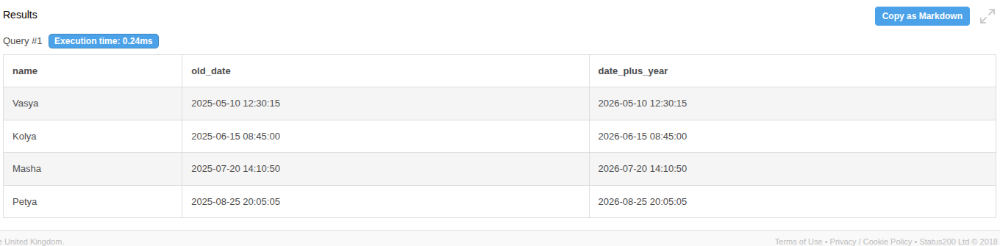 Results
Copy as Markdown
Query #1 Execution time: 0.24ms
name old_date date_plus_year
Vasya 2025-05-10 12:30:15 2026-05-10 12:30:15
Kolya 2025-06-15 08:45:00 2026-06-15 08:45:00
Masha 2025-07-20 14:10:50 2026-07-20 14:10:50
Petya 2025-08-25 20:05:05 2026-08-25 20:05:05
e United Kingdom. Terms of Use • Privacy / Cookie Policy • Status200 Ltd © 2018